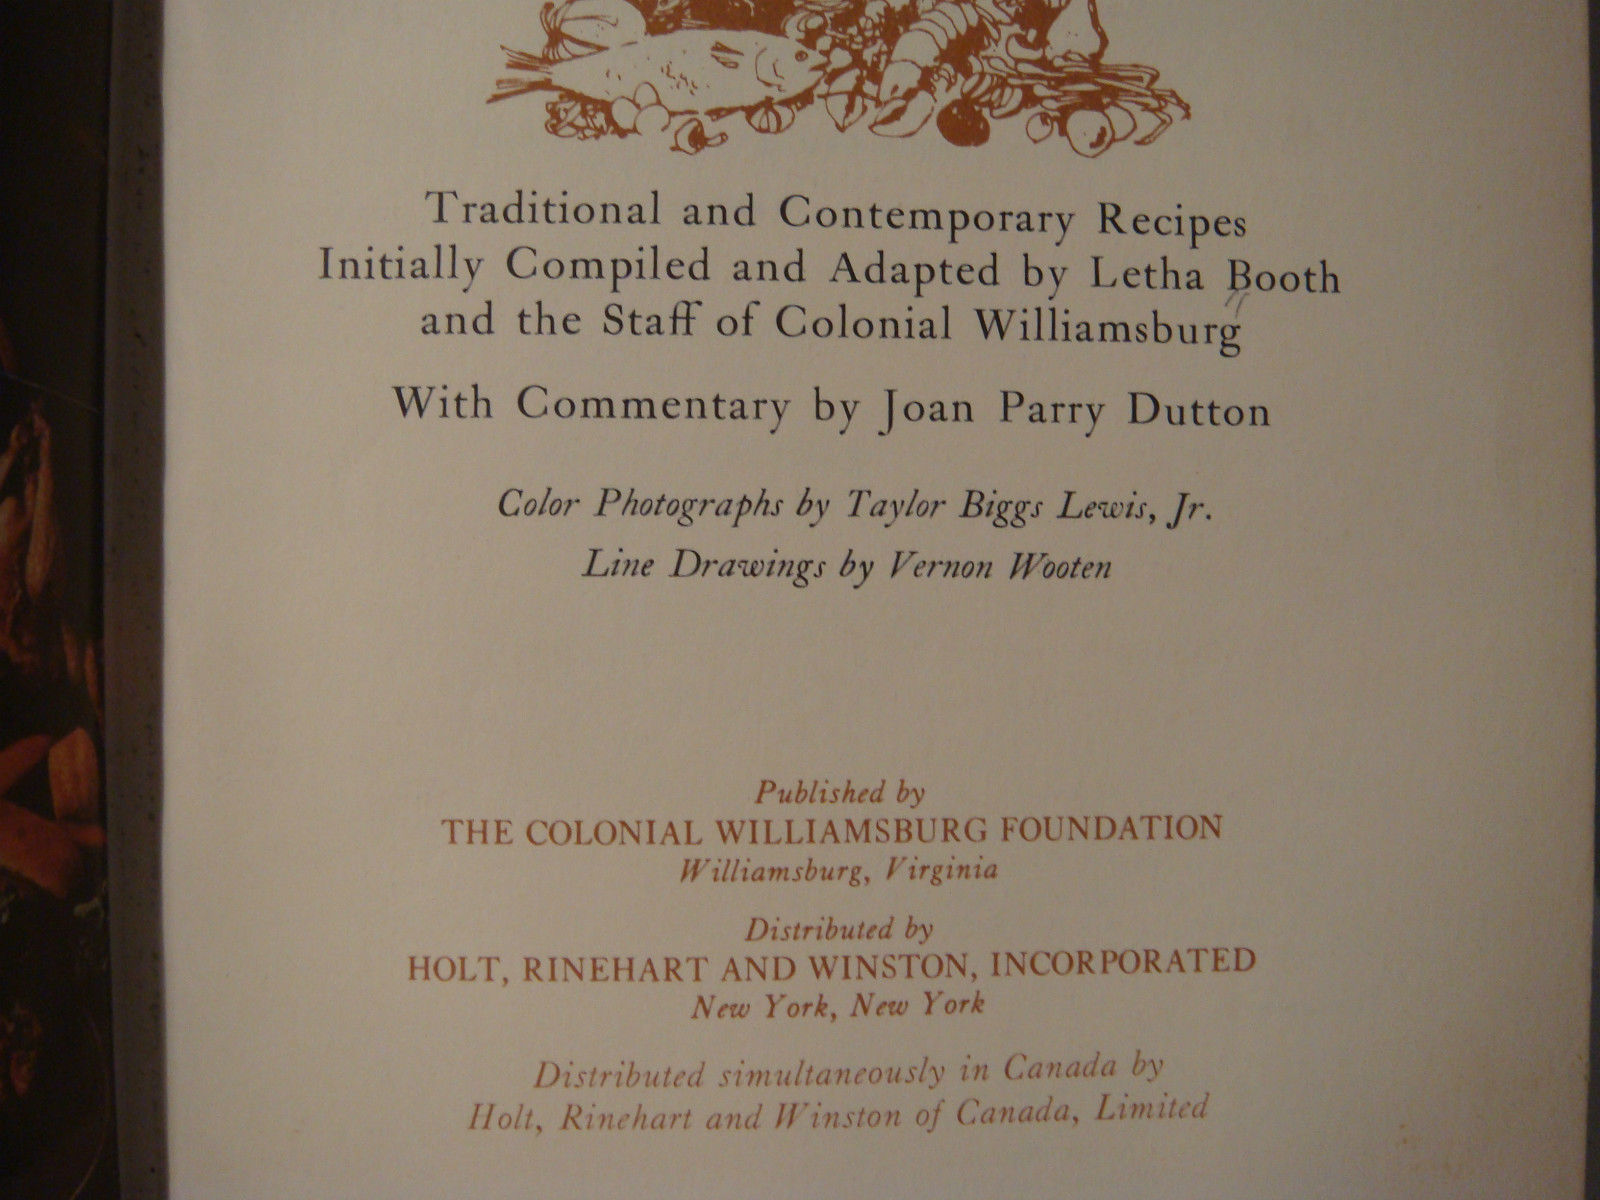 Traditional and Contemporary Recipes
Initially Compiled and Adapted by Letha Booth
and the Staff of Colonial Williamsburg
With Commentary by Joan Parry Dutton
Color Photographs by Taylor Biggs Lewis, Jr.
Line Drawings by Vernon Wooten
Published by
THE COLONIAL WILLIAMSBURG FOUNDATION
Williamsburg, Virginia
Distributed by
HOLT, RINEHART AND WINSTON, INCORPORATED
New York, New York
Distributed simultaneously in Canada by
Holt, Rinehart and Winston of Canada, Limited